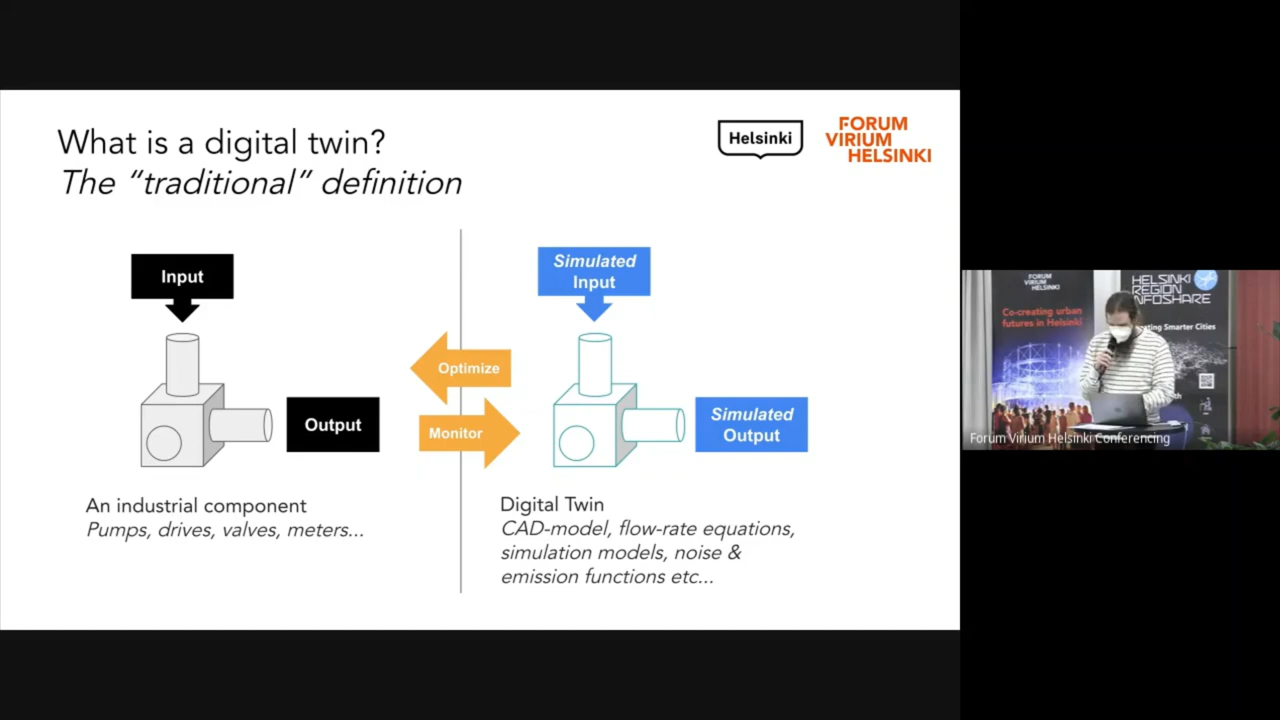 What is a digital twin?
The “traditional” definition
Helsinki
FORUM
VIRIUM
HELSINKI
Input
Output
An industrial component
Pumps, drives, valves, meters...
Optimize
Monitor
Simulated
Input
Simulated
Output
Digital Twin
CAD-model, flow-rate equations,
simulation models, noise &
emission functions etc...
FORUM
VIRIUM
HELSINKI
Co-creating urban
futures in Helsinki
HELSINKI
REGION
INFOSHARE
Smarter Cities
Forum Virium Helsinki Conferencing